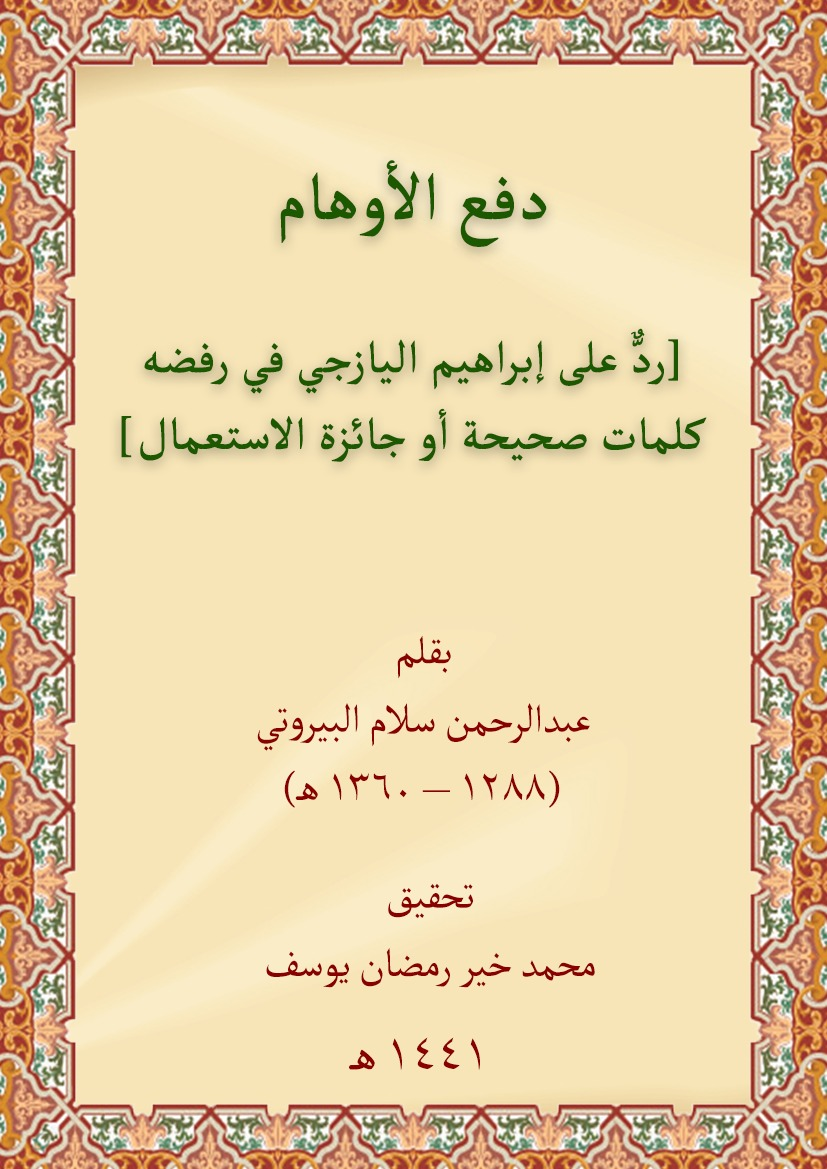 دفع الأوهام
[ردٌّ على إبراهيم اليازجي في رفضه
كلمات صحيحة أو جائزة الاستعمال]
بقلم
عبدالرحمن سلام البيروتي
(١٢٨٨ – ١٣٦٠ هـ)
تحقيق
محمد خير رمضان يوسف
١٤٤١ هـ